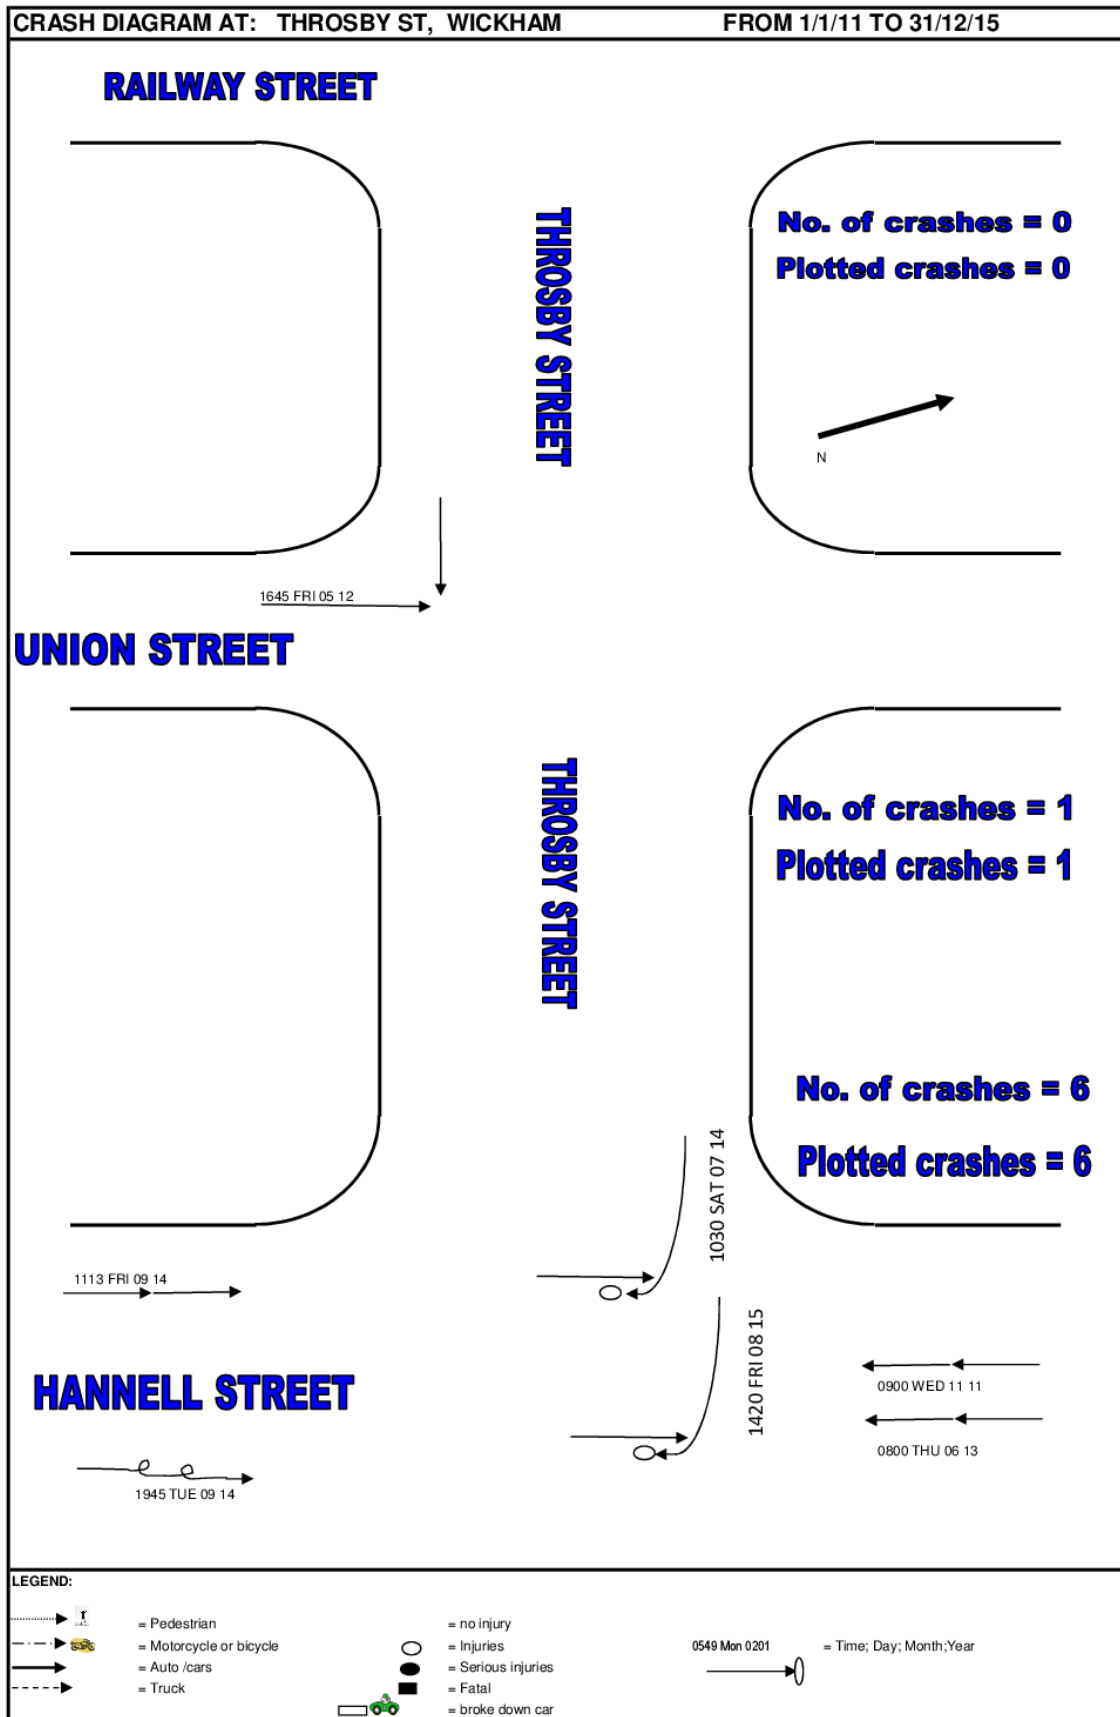 CRASH DIAGRAM AT: THROSBY ST, WICKHAM FROM 1/1/11 TO 31/12/15
RAILWAY STREET
THROSBY STREET
No. of crashes = 0
Plotted crashes = 0
N
1645 FRI 05 12
UNION STREET
THROSBY STREET
No. of crashes = 1
Plotted crashes = 1
No. of crashes = 6
Plotted crashes = 6
1030 SAT 07 14
1113 FRI 09 14
1420 FRI 08 15
HANNELL STREET
0900 WED 11 11
0800 THU 06 13
1945 TUE 09 14
LEGEND:
= Pedestrian
= Motorcycle or bicycle
= Auto /cars
= Truck
= no injury
= Injuries
= Serious injuries
= Fatal
= broke down car
0549 Mon 0201 = Time; Day; Month;Year